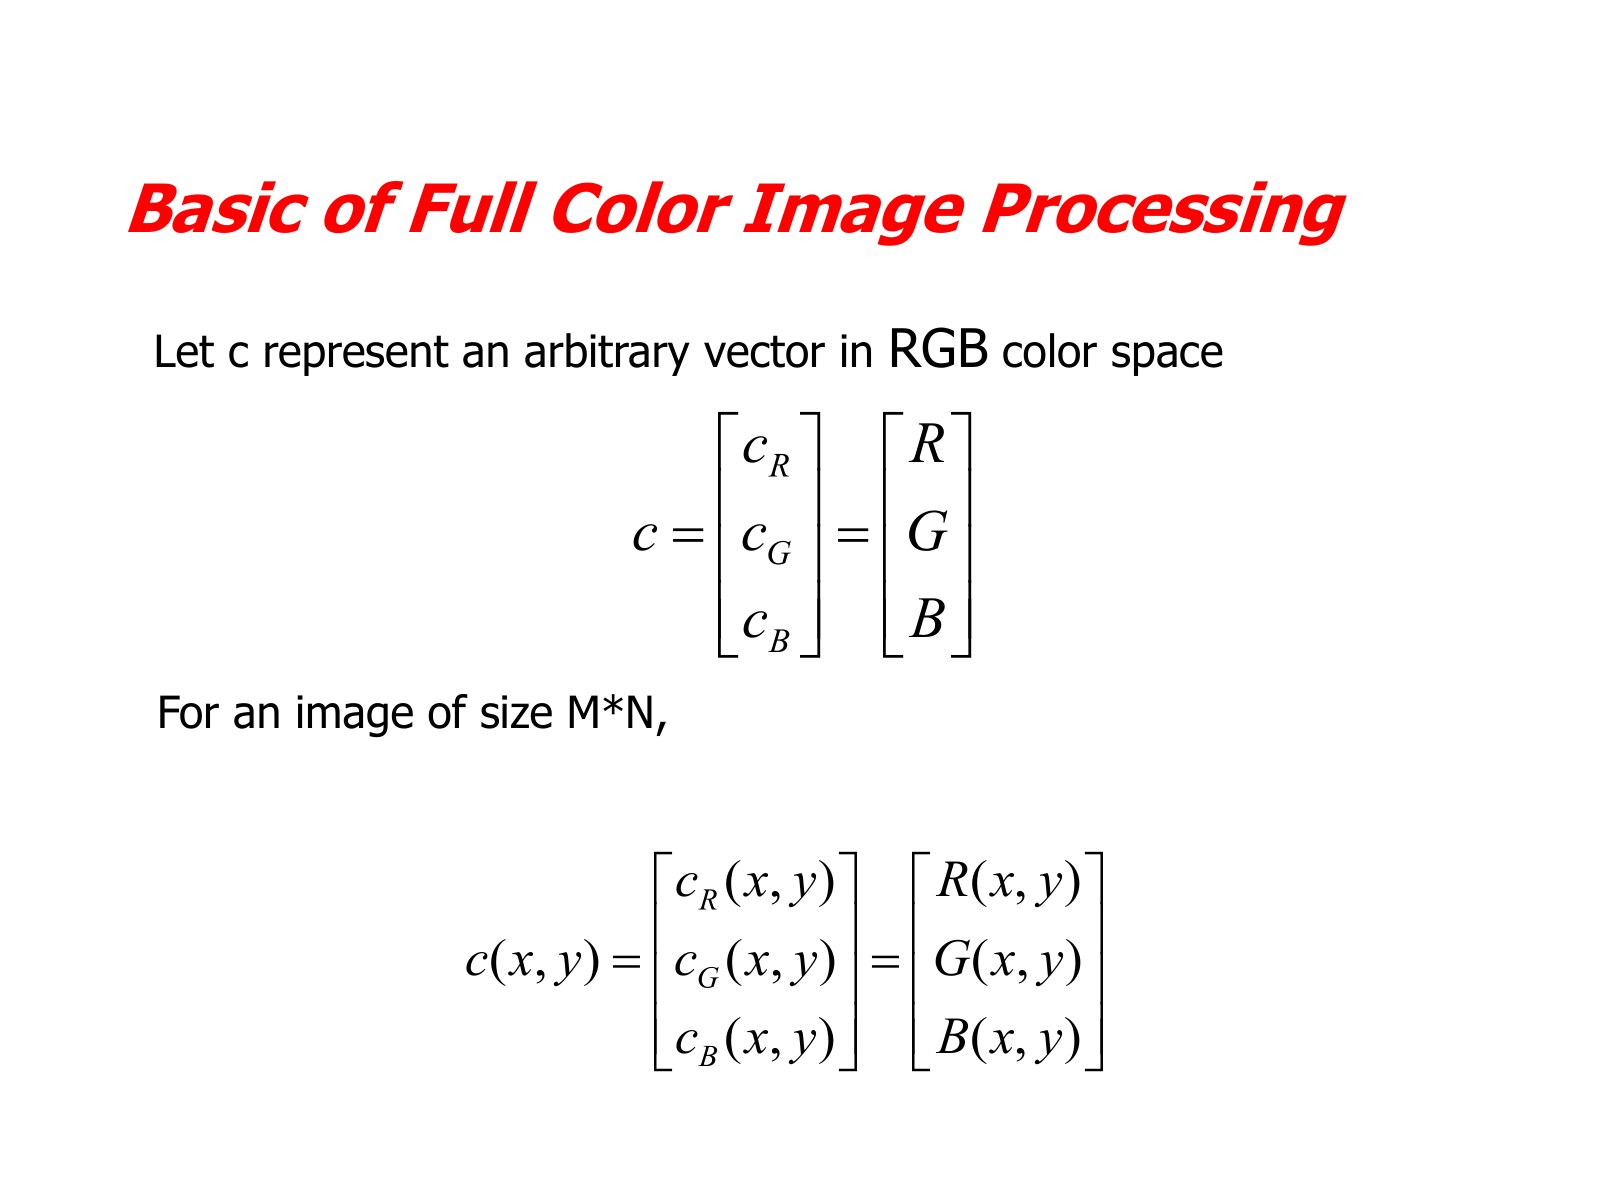 Basic of Full Color Image Processing
Let c represent an arbitrary vector in RGB color space
c = [ c_R ; c_G ; c_B ] = [ R ; G ; B ]
For an image of size M*N,
c(x, y) = [ c_R(x, y) ; c_G(x, y) ; c_B(x, y) ] = [ R(x, y) ; G(x, y) ; B(x, y) ]